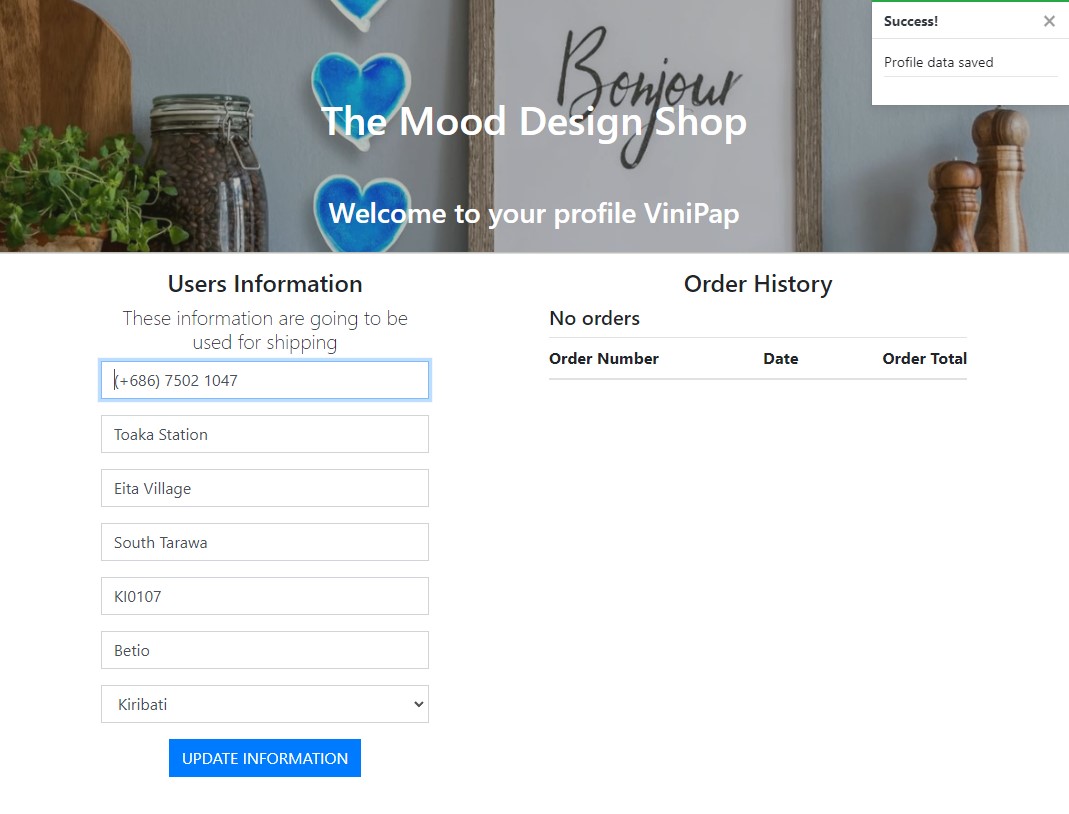 Bonjour
The Mood Design Shop
Welcome to your profile ViniPap
Success!
×
Profile data saved
Users Information
These information are going to be
used for shipping
(+686) 7502 1047
Toaka Station
Eita Village
South Tarawa
KI0107
Betio
Kiribati
UPDATE INFORMATION
Order History
No orders
Order Number Date Order Total